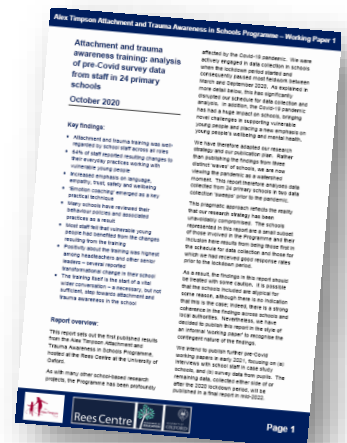 Alex Timpson Attachment and Trauma Awareness in Schools Programme – Working Paper 1
Attachment and trauma
awareness training: analysis
of pre-Covid survey data
from staff in 24 primary
schools
October 2020
Key findings:
• Attachment and trauma training was well-
regarded by school staff across all roles
• 84% of staff reported resulting changes to
their everyday practices working with
vulnerable young people
• Increased emphasis on language,
empathy, trust, safety and wellbeing
• 'Emotion coaching' emerged as a key
practical technique
• Many schools have reviewed their
behaviour policies and associated
practices as a result
• Most staff felt that vulnerable young
people had benefited from the changes
resulting from the training
• Positivity about the training was highest
among headteachers and other senior
leaders – several reported
transformational change in their school
• The training itself is the start of a vital
wider conversation – a necessary, but not
sufficient, step towards attachment and
trauma awareness in the school
Report overview:
This report sets out the first published results
from the Alex Timpson Attachment and
Trauma Awareness in Schools Programme,
hosted at the Rees Centre at the University of
Oxford.
As with many other school-based research
projects, the Programme has been profoundly
affected by the Covid-19 pandemic. We were
actively engaged in data collection in schools
when the lockdown period started and
consequently paused most fieldwork between
March and September 2020. As explained in
more detail below, this has significantly
disrupted our schedule for data collection and
analysis. In addition, the Covid-19 pandemic
has had a huge impact on schools, bringing
novel challenges in supporting vulnerable
young people and placing a new emphasis on
young people's wellbeing and mental health.
We have therefore adapted our research
strategy and our publication plan. Rather
than publishing the findings from three
distinct 'waves' of schools, we are now
viewing the pandemic as a watershed
moment. This report therefore analyses data
collected from 24 primary schools in two data
collection 'sweeps' prior to the pandemic.
This pragmatic approach reflects the reality
that our research strategy has been
unavoidably compromised. The schools
represented in this report are a small subset
of those involved in the Programme and their
inclusion here results from being those first in
the schedule for data collection and those for
which we had received good response rates
prior to the lockdown period.
As a result, the findings in this report should
be treated with some caution. It is possible
that the schools included are atypical for
some reason, although there is no indication
that this is the case; indeed, there is a strong
coherence in the findings across schools and
local authorities. Nevertheless, we have
decided to publish this report in the style of
an informal 'working paper' to recognise the
contingent nature of the findings.
We intend to publish further pre-Covid
working papers in early 2021, focusing on (a)
interviews with school staff in case study
schools, and (b) survey data from pupils. The
remaining data, collected either side of or
after the 2020 lockdown period, will be
published in a final report in mid-2022.
Rees Centre
Page 1